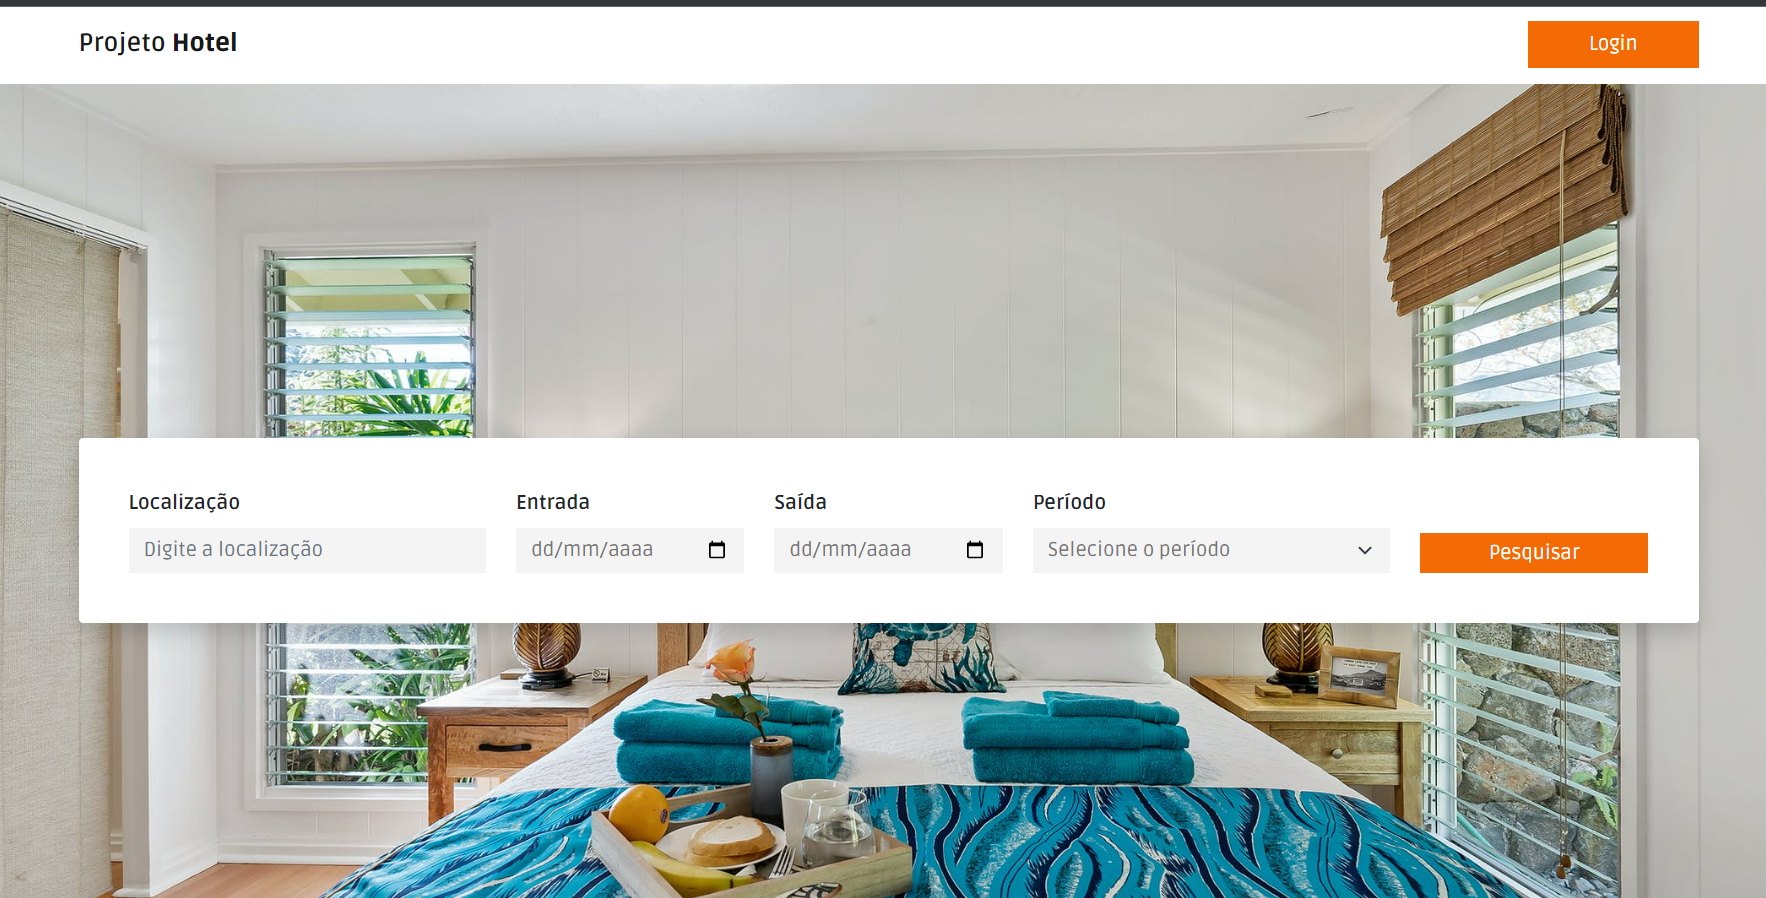 Projeto Hotel
Login
Localização
Entrada
Saída
Período
Digite a localização
dd/mm/aaaa
dd/mm/aaaa
Selecione o período
Pesquisar